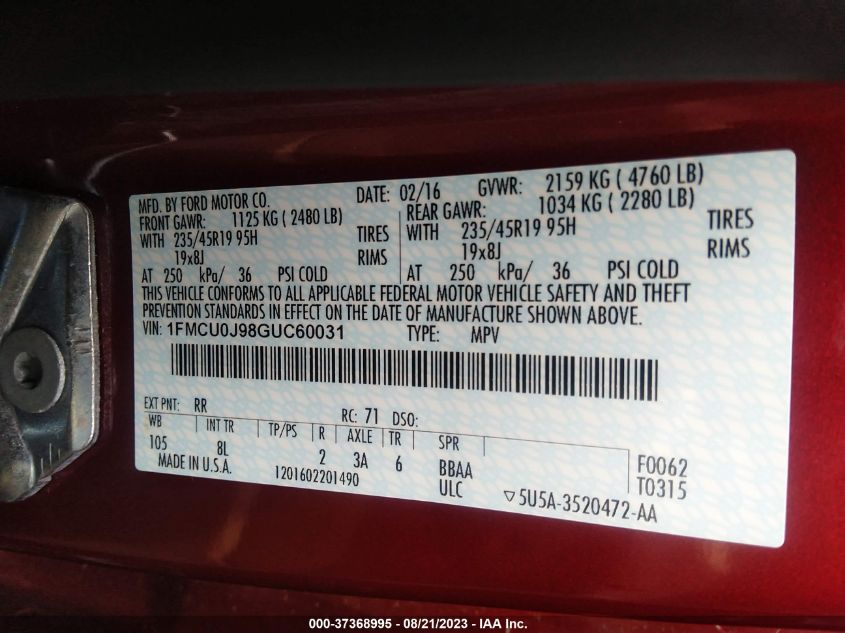 MFD. BY FORD MOTOR CO. DATE: 02/16 GVWR: 2159 KG ( 4760 LB)
FRONT GAWR: 1125 KG ( 2480 LB) REAR GAWR: 1034 KG ( 2280 LB)
WITH 235/45R19 95H TIRES WITH 235/45R19 95H TIRES
19x8J RIMS 19x8J RIMS
AT 250 kPa/ 36 PSI COLD AT 250 kPa/ 36 PSI COLD
THIS VEHICLE CONFORMS TO ALL APPLICABLE FEDERAL MOTOR VEHICLE SAFETY AND THEFT
PREVENTION STANDARDS IN EFFECT ON THE DATE OF MANUFACTURE SHOWN ABOVE.
VIN: 1FMCU0J98GUC60031 TYPE: MPV
EXT PNT: RR RC: 71 DSO:
WB INT TR TP/PS R AXLE TR SPR
105 8L 2 3A 6 BBAA F0062
MADE IN U.S.A. 1201602201490 ULC T0315
▽5U5A-3520472-AA
000-37368995 - 08/21/2023 - IAA Inc.